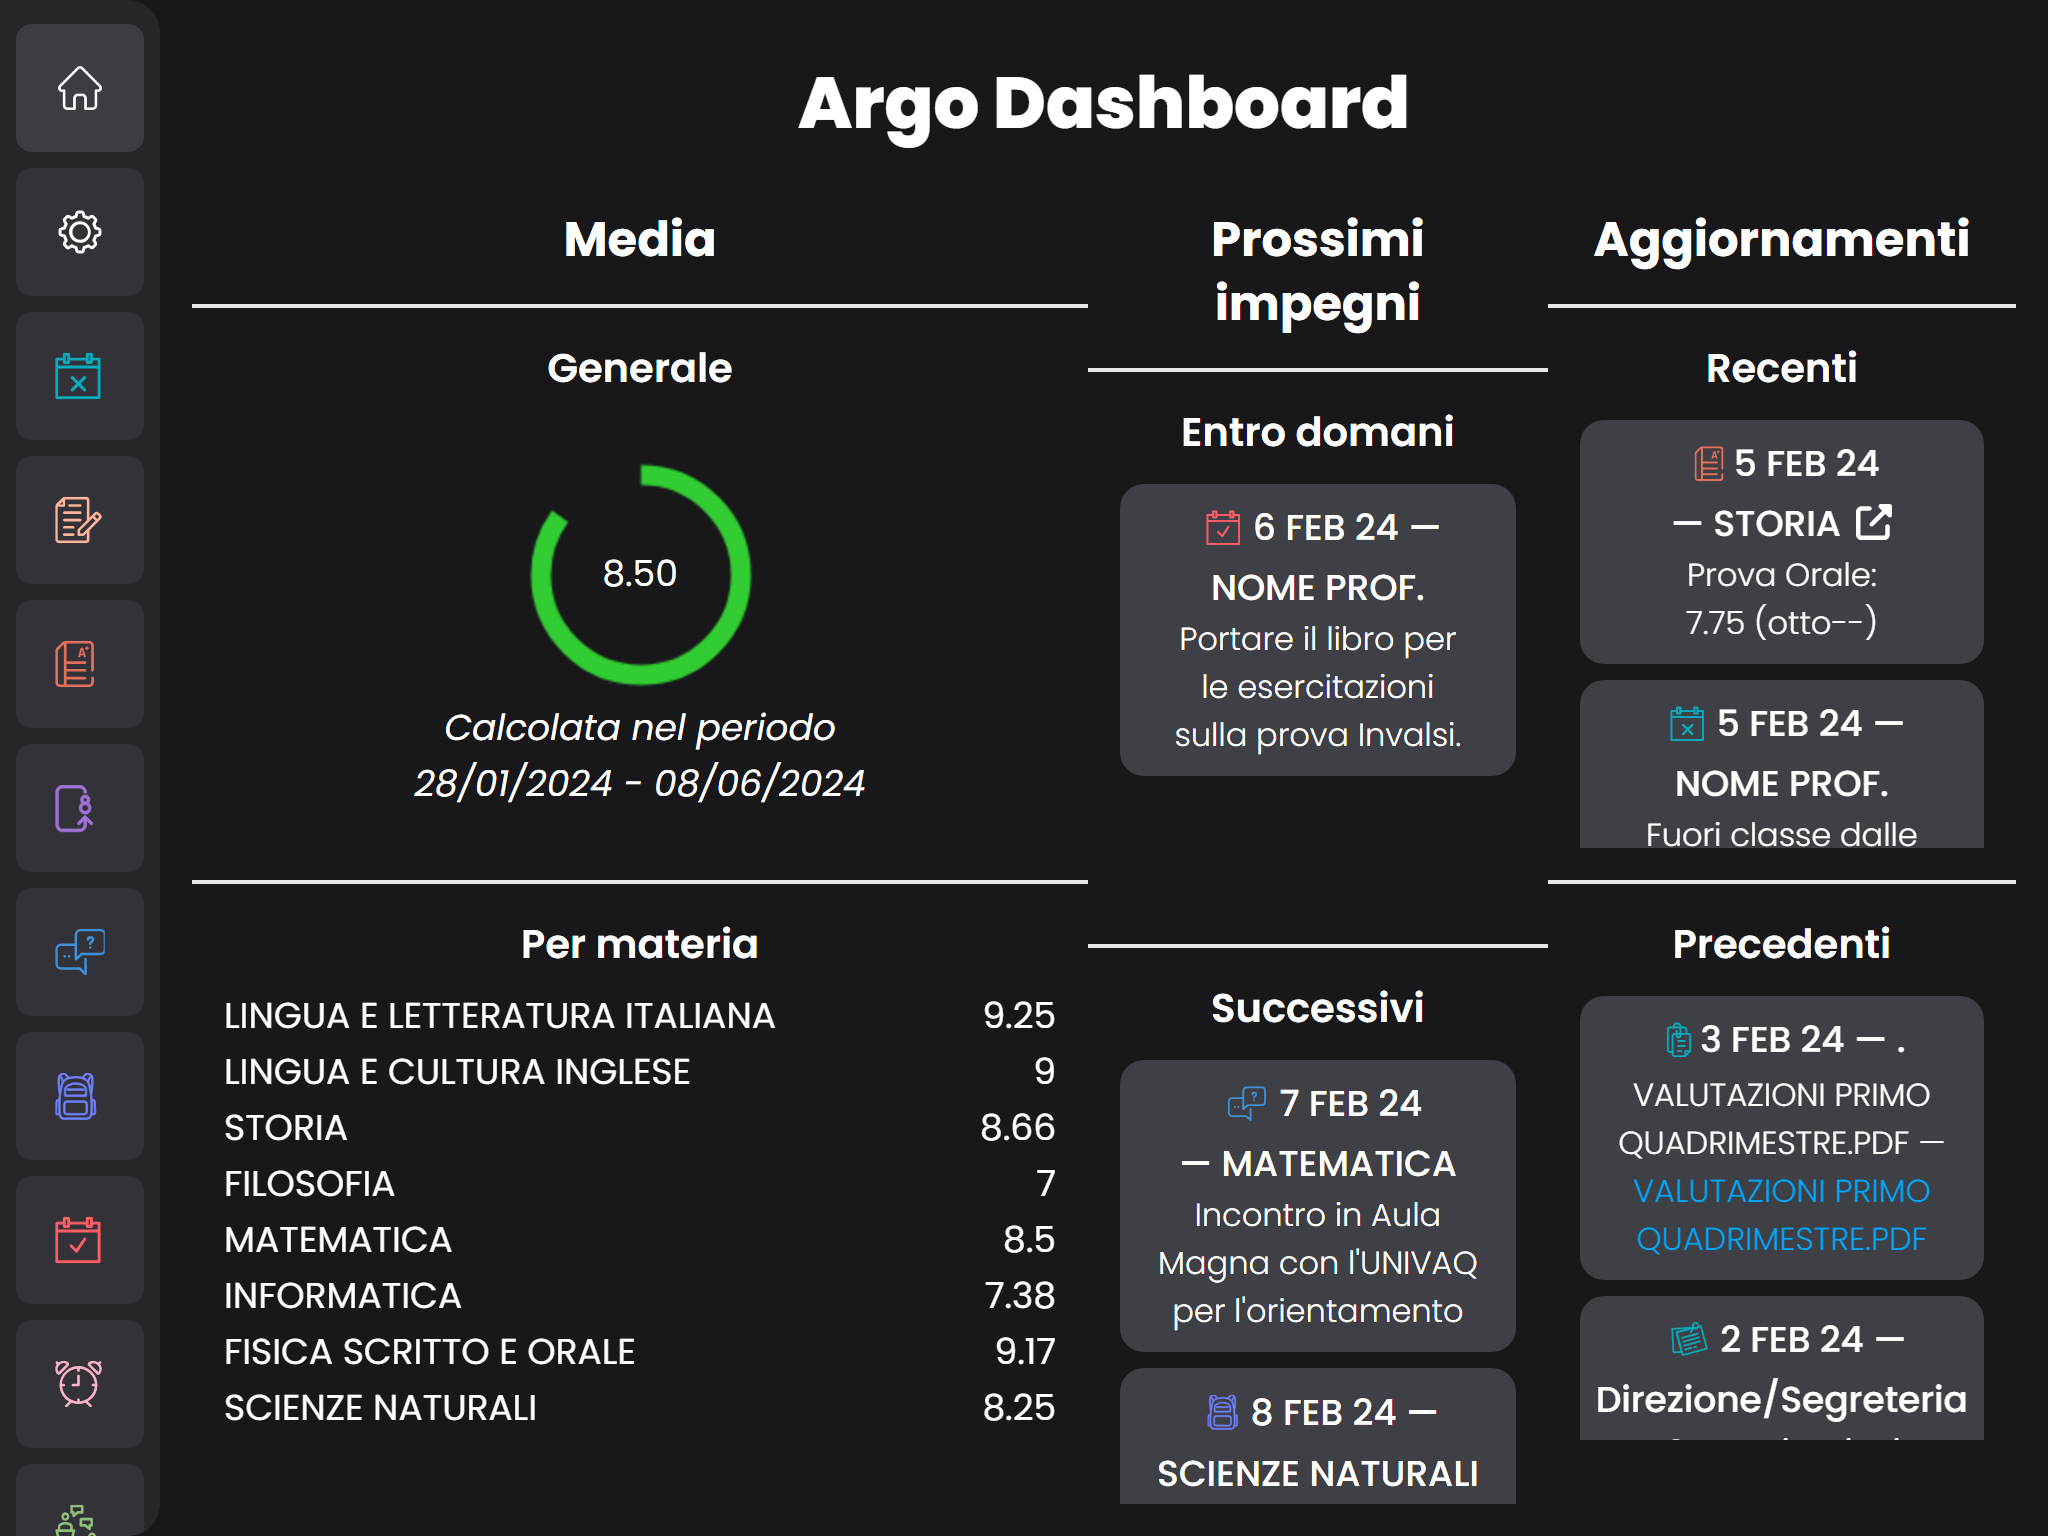 Argo Dashboard
Media
Generale
8.50
Calcolata nel periodo
28/01/2024 - 08/06/2024
Per materia
LINGUA E LETTERATURA ITALIANA 9.25
LINGUA E CULTURA INGLESE 9
STORIA 8.66
FILOSOFIA 7
MATEMATICA 8.5
INFORMATICA 7.38
FISICA SCRITTO E ORALE 9.17
SCIENZE NATURALI 8.25
Prossimi
impegni
Entro domani
6 FEB 24 —
NOME PROF.
Portare il libro per
le esercitazioni
sulla prova Invalsi.
Successivi
7 FEB 24
— MATEMATICA
Incontro in Aula
Magna con l'UNIVAQ
per l'orientamento
8 FEB 24 —
SCIENZE NATURALI
Aggiornamenti
Recenti
5 FEB 24
— STORIA
Prova Orale:
7.75 (otto--)
5 FEB 24 —
NOME PROF.
Fuori classe dalle
Precedenti
3 FEB 24 — .
VALUTAZIONI PRIMO
QUADRIMESTRE.PDF —
VALUTAZIONI PRIMO
QUADRIMESTRE.PDF
2 FEB 24 —
Direzione/Segreteria